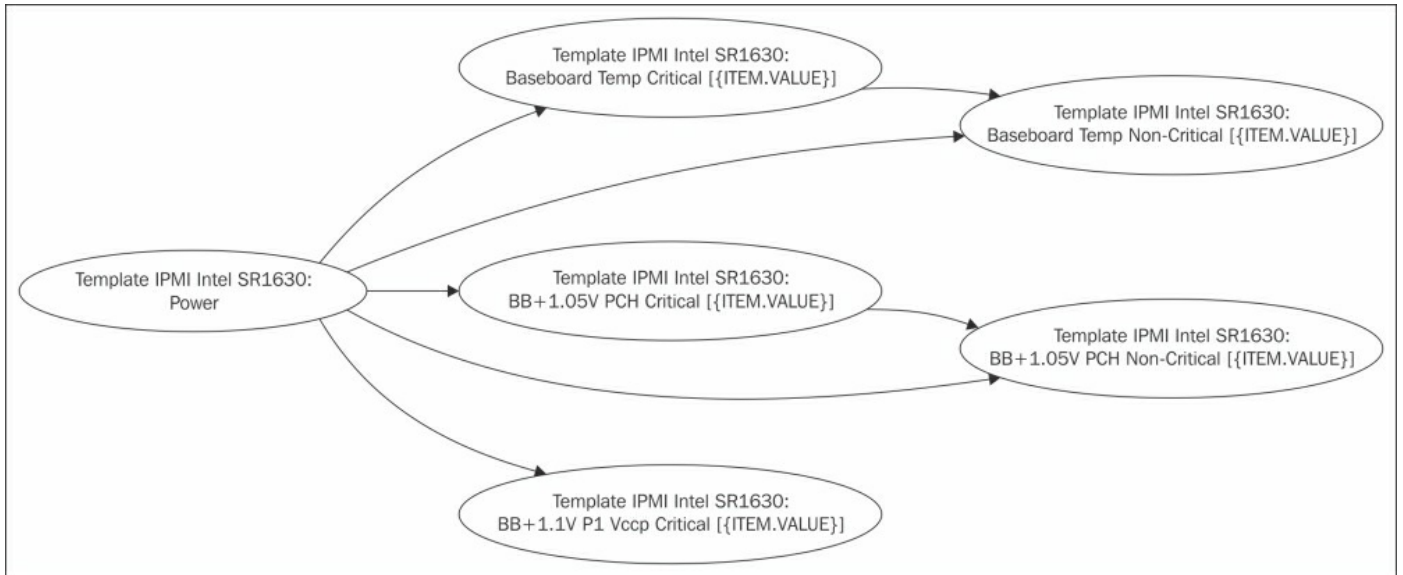 Template IPMI Intel SR1630:
Baseboard Temp Critical [{ITEM.VALUE}]
Template IPMI Intel SR1630:
Baseboard Temp Non-Critical [{ITEM.VALUE}]
Template IPMI Intel SR1630:
Power
Template IPMI Intel SR1630:
BB+1.05V PCH Critical [{ITEM.VALUE}]
Template IPMI Intel SR1630:
BB+1.05V PCH Non-Critical [{ITEM.VALUE}]
Template IPMI Intel SR1630:
BB+1.1V P1 Vccp Critical [{ITEM.VALUE}]